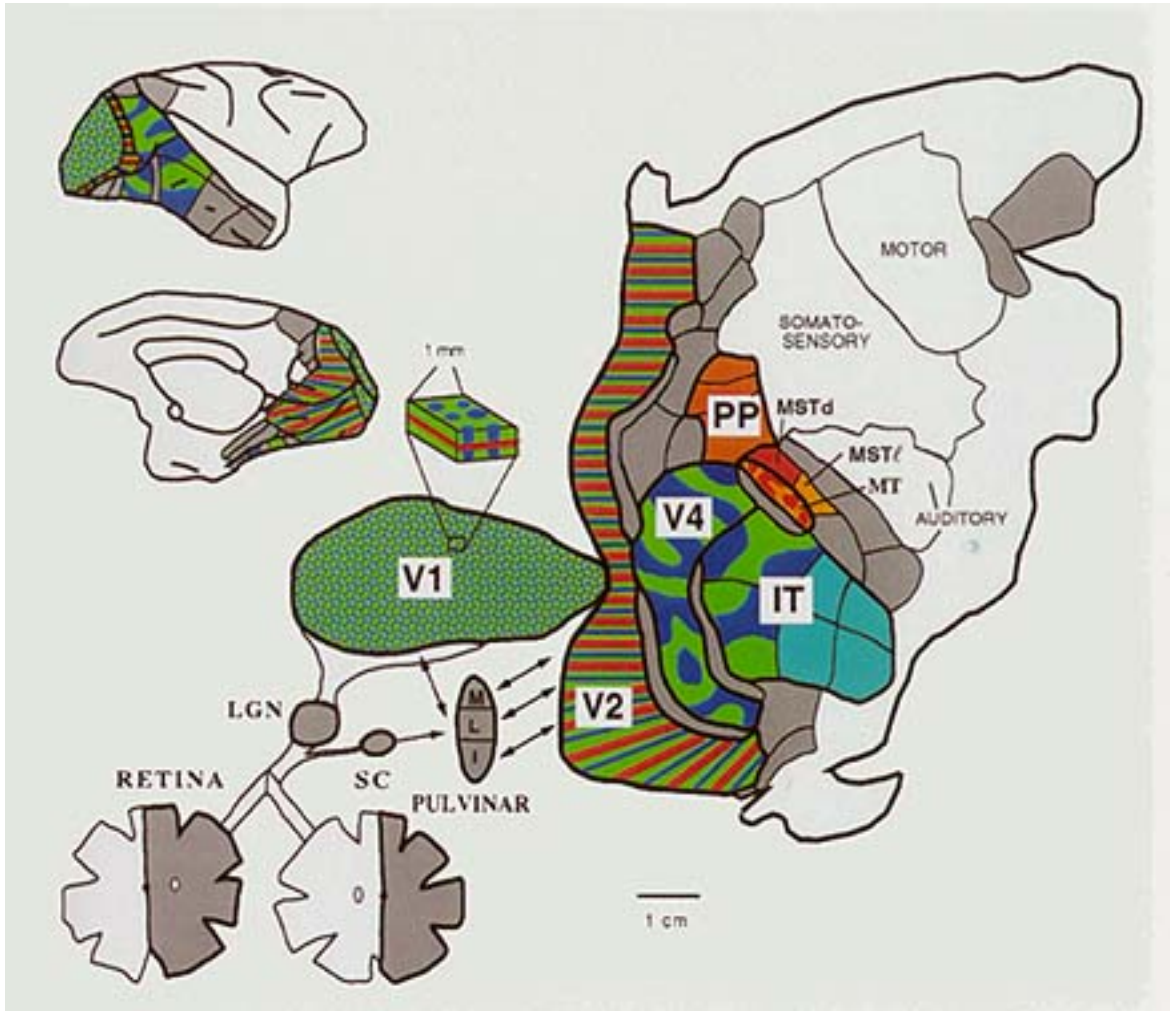 MOTOR
SOMATO-
SENSORY
1 mm
PP
MSTd
MSTℓ
MT
V4
AUDITORY
V1
IT
M
L
I
V2
LGN
RETINA
SC
PULVINAR
1 cm